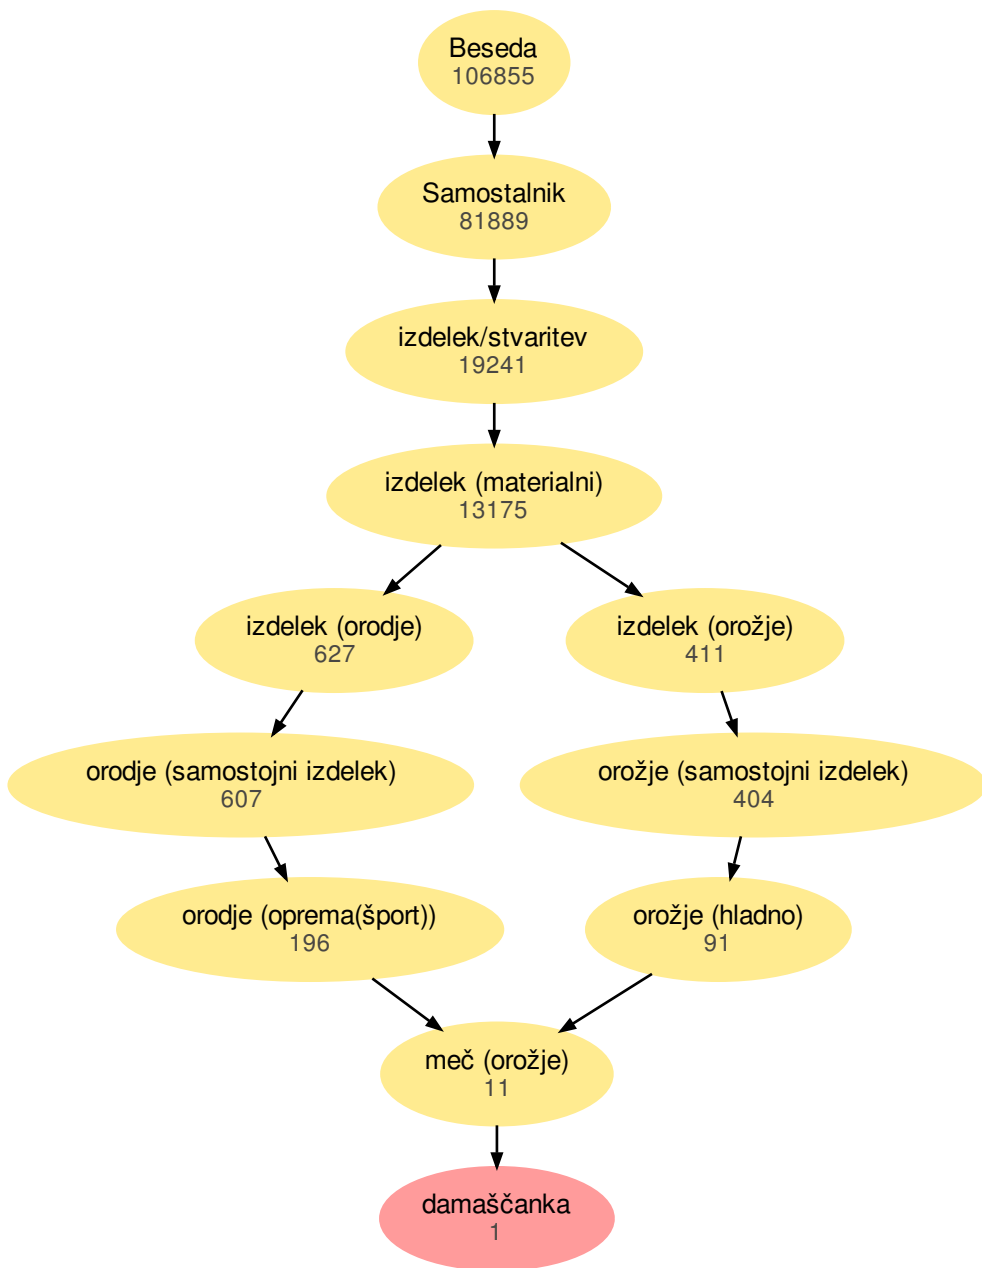 Beseda
106855
Samostalnik
81889
izdelek/stvaritev
19241
izdelek (materialni)
13175
izdelek (orodje)
627
izdelek (orožje)
411
orodje (samostojni izdelek)
607
orožje (samostojni izdelek)
404
orodje (oprema(šport))
196
orožje (hladno)
91
meč (orožje)
11
damaščanka
1